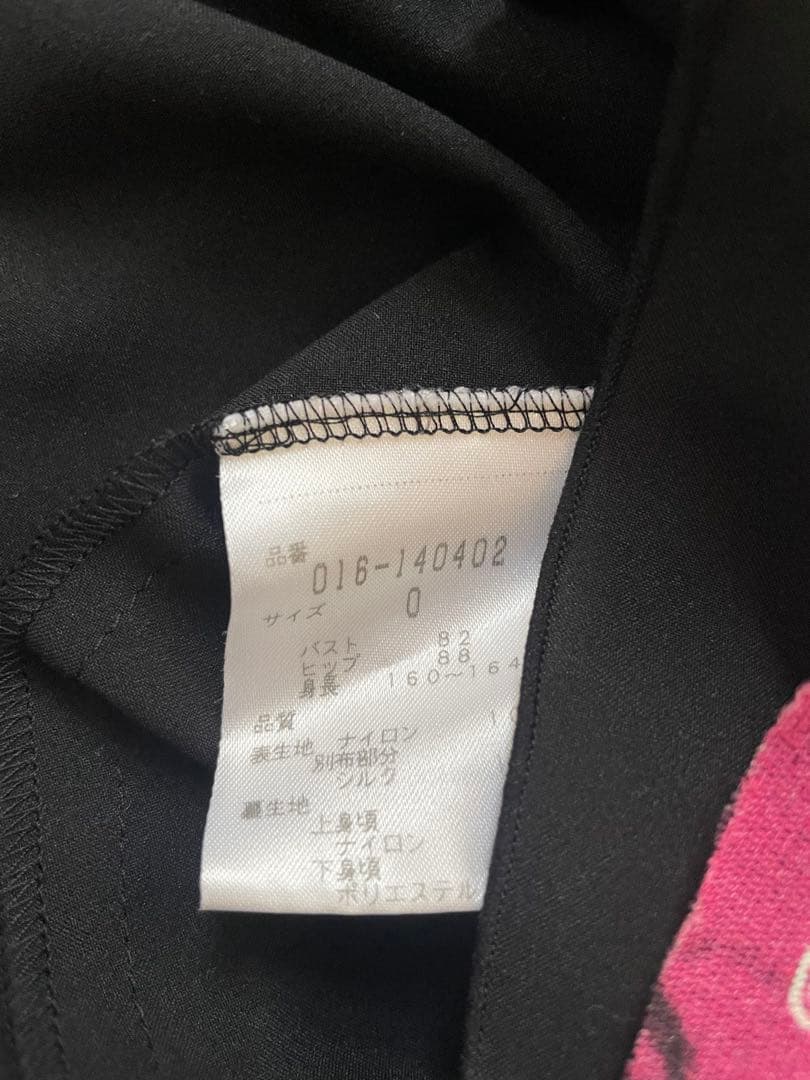 品番 016-140402
サイズ 0
バスト 82
ヒップ 88
身長 160〜164
品質
表生地 ナイロン
別布部分
シルク
裏生地
上身頃
ナイロン
下身頃
ポリエステル